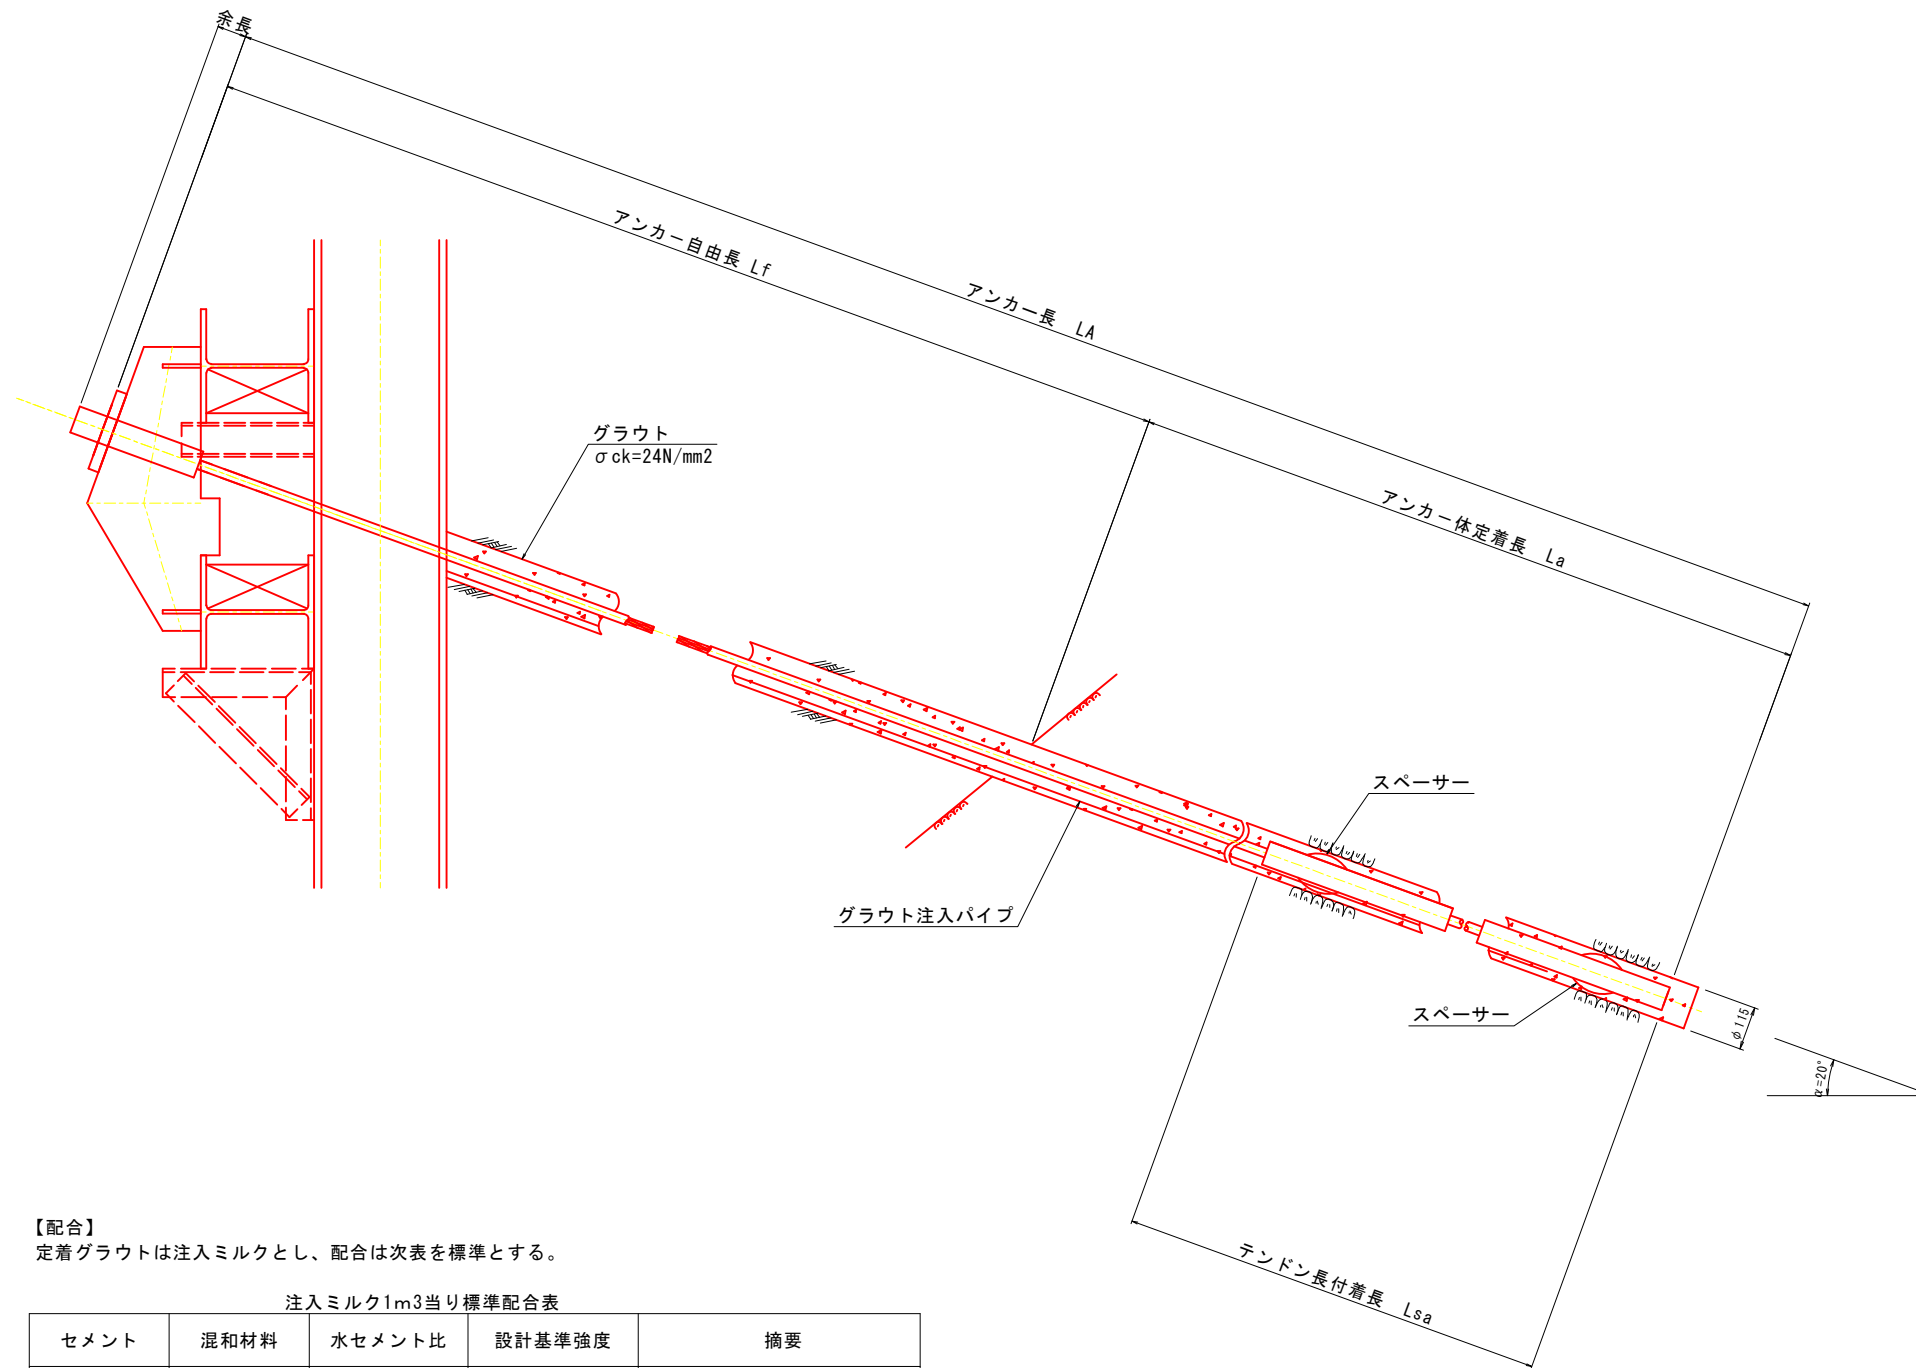 余長
アンカー自由長 Lf
アンカー長 LA
グラウト
σck=24N/mm2
アンカー体定着長 La
スペーサー
グラウト注入パイプ
スペーサー
φ115
α=20°
テンドン長付着長 Lsa
【配合】
定着グラウトは注入ミルクとし、配合は次表を標準とする。
注入ミルク1m3当り標準配合表
セメント 混和材料 水セメント比 設計基準強度 摘要